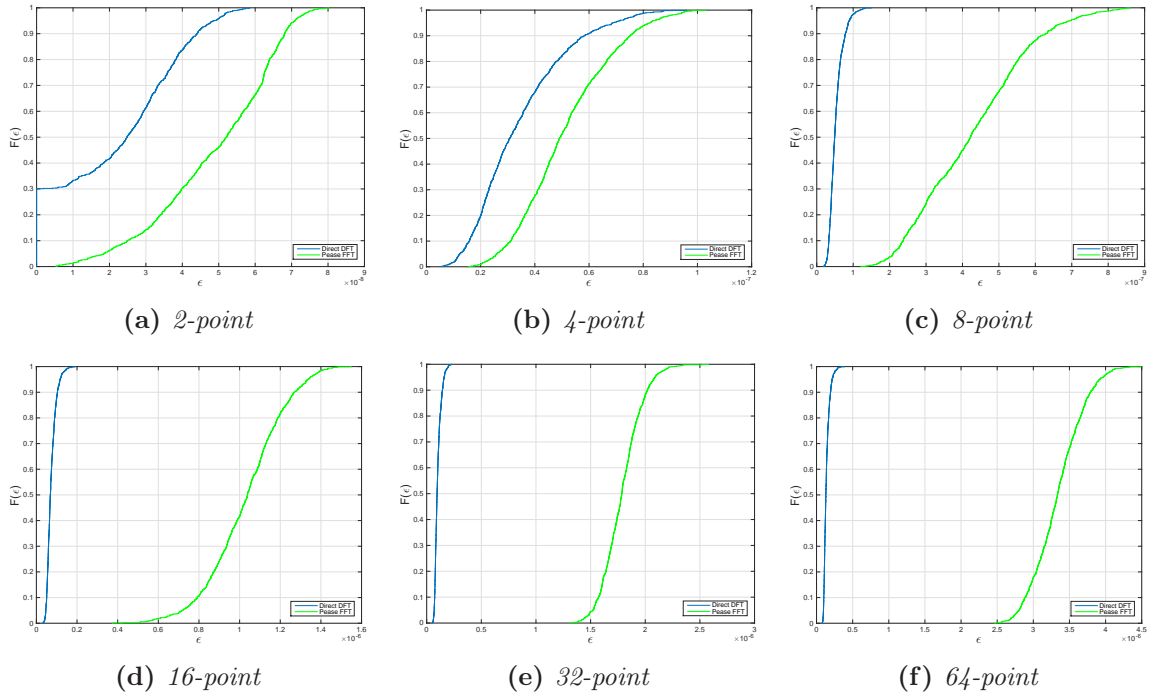 1
0.9
0.8
0.7
0.6
0.5
0.4
0.3
0.2
0.1
0
F(ϵ)
0 1 2 3 4 5 6 7 8 9
ϵ
×10⁻⁸
Direct DFT
Pease FFT
(a) 2-point
1
0.9
0.8
0.7
0.6
0.5
0.4
0.3
0.2
0.1
0
F(ϵ)
0 0.2 0.4 0.6 0.8 1 1.2
ϵ
×10⁻⁷
Direct DFT
Pease FFT
(b) 4-point
1
0.9
0.8
0.7
0.6
0.5
0.4
0.3
0.2
0.1
0
F(ϵ)
0 1 2 3 4 5 6 7 8 9
ϵ
×10⁻⁷
Direct DFT
Pease FFT
(c) 8-point
1
0.9
0.8
0.7
0.6
0.5
0.4
0.3
0.2
0.1
0
F(ϵ)
0 0.2 0.4 0.6 0.8 1 1.2 1.4 1.6
ϵ
×10⁻⁶
Direct DFT
Pease FFT
(d) 16-point
1
0.9
0.8
0.7
0.6
0.5
0.4
0.3
0.2
0.1
0
F(ϵ)
0 0.5 1 1.5 2 2.5 3
ϵ
×10⁻⁶
Direct DFT
Pease FFT
(e) 32-point
1
0.9
0.8
0.7
0.6
0.5
0.4
0.3
0.2
0.1
0
F(ϵ)
0 0.5 1 1.5 2 2.5 3 3.5 4 4.5
ϵ
×10⁻⁶
Direct DFT
Pease FFT
(f) 64-point